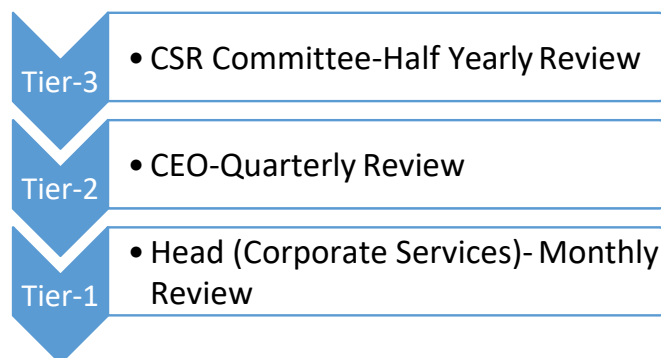 Tier-3
• CSR Committee-Half Yearly Review
Tier-2
• CEO-Quarterly Review
Tier-1
• Head (Corporate Services)- Monthly
Review